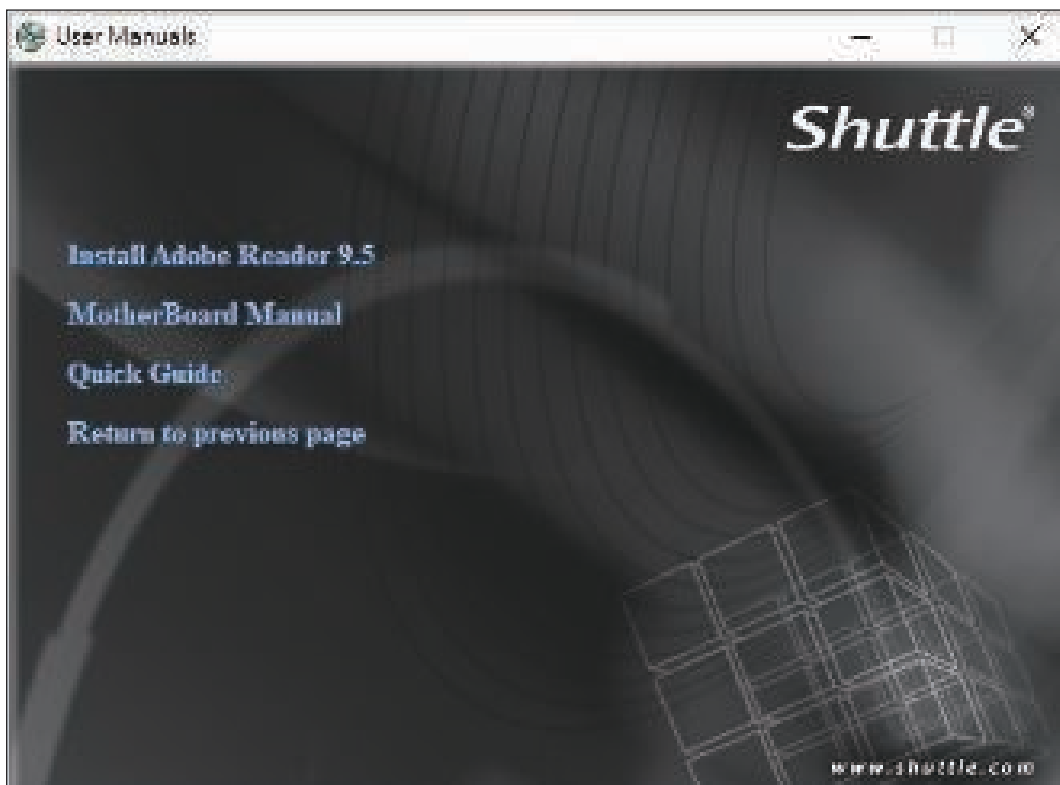 User Manuals
Shuttle®
Install Adobe Reader 9.5
MotherBoard Manual
Quick Guide
Return to previous page
www.shuttle.com